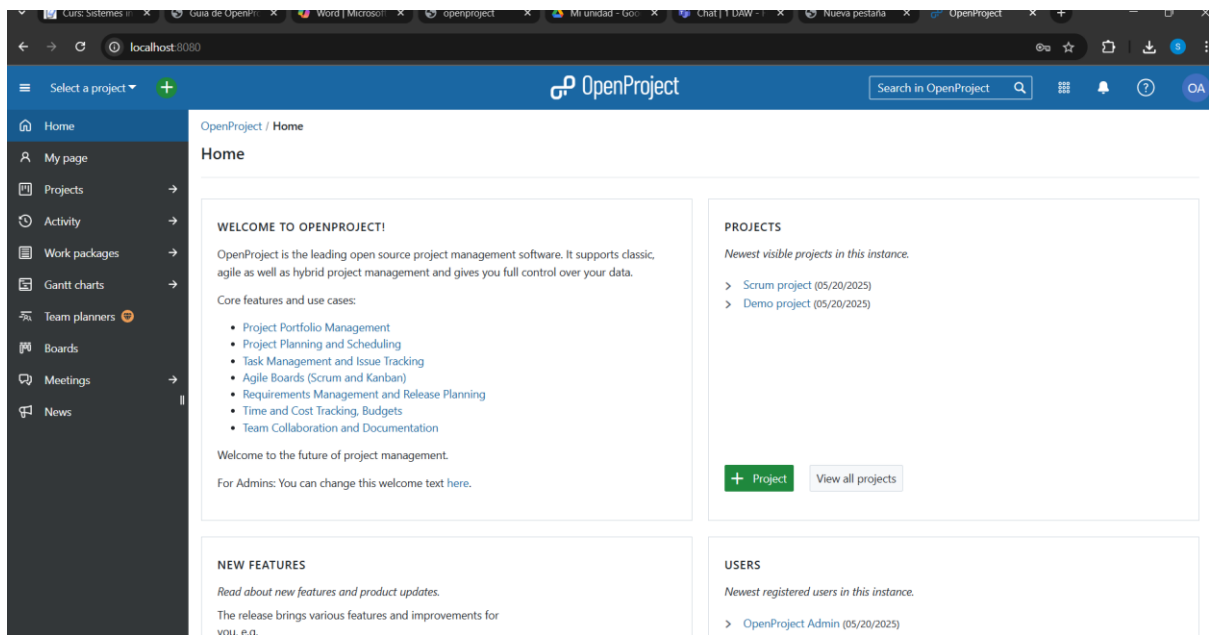 Curs: Sistemes in
Guia de OpenPr
Word | Microsoft
openproject
Mi unidad - Goo
Chat | 1 DAW -
Nueva pestaña
OpenProject
localhost:8080
S
Select a project
OpenProject
Search in OpenProject
OA
Home
My page
Projects
Activity
Work packages
Gantt charts
Team planners
Boards
Meetings
News
OpenProject / Home
Home
WELCOME TO OPENPROJECT!
OpenProject is the leading open source project management software. It supports classic,
agile as well as hybrid project management and gives you full control over your data.
Core features and use cases:
• Project Portfolio Management
• Project Planning and Scheduling
• Task Management and Issue Tracking
• Agile Boards (Scrum and Kanban)
• Requirements Management and Release Planning
• Time and Cost Tracking, Budgets
• Team Collaboration and Documentation
Welcome to the future of project management.
For Admins: You can change this welcome text here.
PROJECTS
Newest visible projects in this instance.
Scrum project (05/20/2025)
Demo project (05/20/2025)
+ Project
View all projects
NEW FEATURES
Read about new features and product updates.
The release brings various features and improvements for
you, e.g.
USERS
Newest registered users in this instance.
OpenProject Admin (05/20/2025)